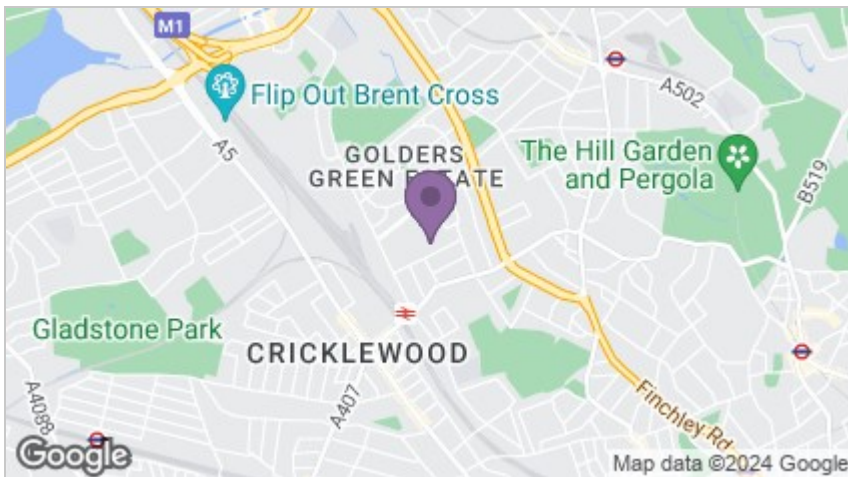 M1
Flip Out Brent Cross
A502
A5
GOLDERS
GREEN ESTATE
The Hill Garden
and Pergola
B519
Gladstone Park
CRICKLEWOOD
A407
A4088
Finchley Rd
Google
Map data ©2024 Google